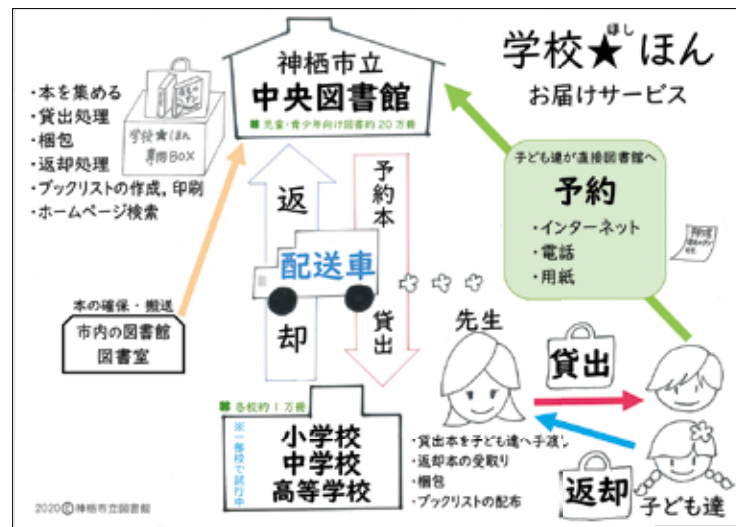 学校★ほん
ほし
お届けサービス
神栖市立
中央図書館
■児童・青少年向け図書約20万冊
・本を集める
・貸出処理
・梱包
・返却処理
・ブックリストの作成,印刷
・ホームページ検索
学校★ほん
専用BOX
子ども達が直接図書館へ
予約
・インターネット
・電話
・用紙
返却
予約本
貸出
配送車
本の確保・搬送
市内の図書館
図書室
先生
貸出
返却
子ども達
■各校約1万冊
※一部校で試行中
小学校
中学校
高等学校
・貸出本を子ども達へ手渡し
・返却本の受取り
・梱包
・ブックリストの配布
2020©神栖市立図書館